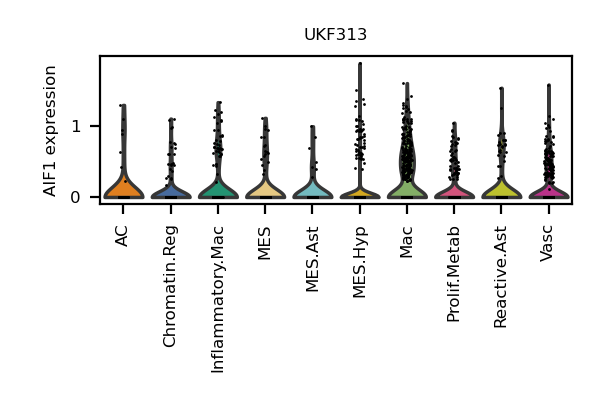 UKF313
AIF1 expression
1
0
AC
Chromatin.Reg
Inflammatory.Mac
MES
MES.Ast
MES.Hyp
Mac
Prolif.Metab
Reactive.Ast
Vasc